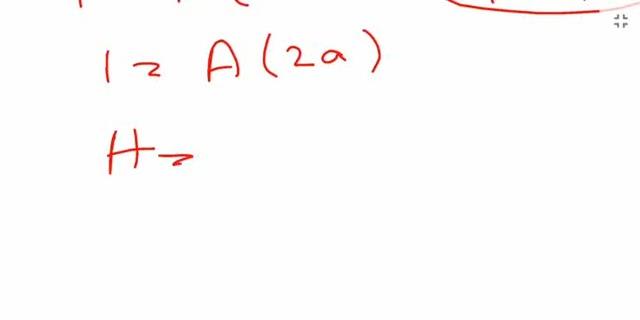 1 = A(2a)
A =